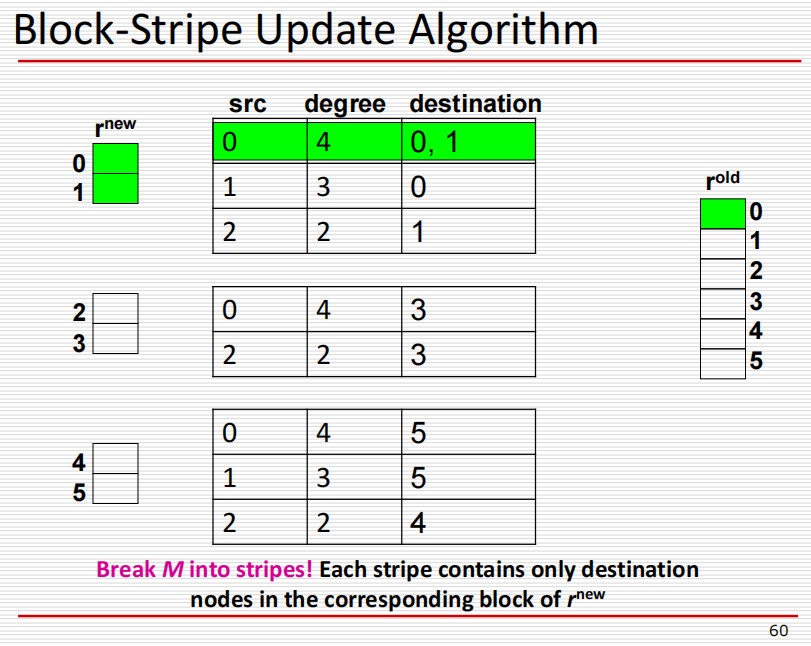 Block-Stripe Update Algorithm
src degree destination
rnew
0 4 0, 1
0
1
1 3 0
2 2 1
rold
0
1
2
3
4
5
2
3
0 4 3
2 2 3
4
5
0 4 5
1 3 5
2 2 4
Break M into stripes! Each stripe contains only destination
nodes in the corresponding block of rnew
60